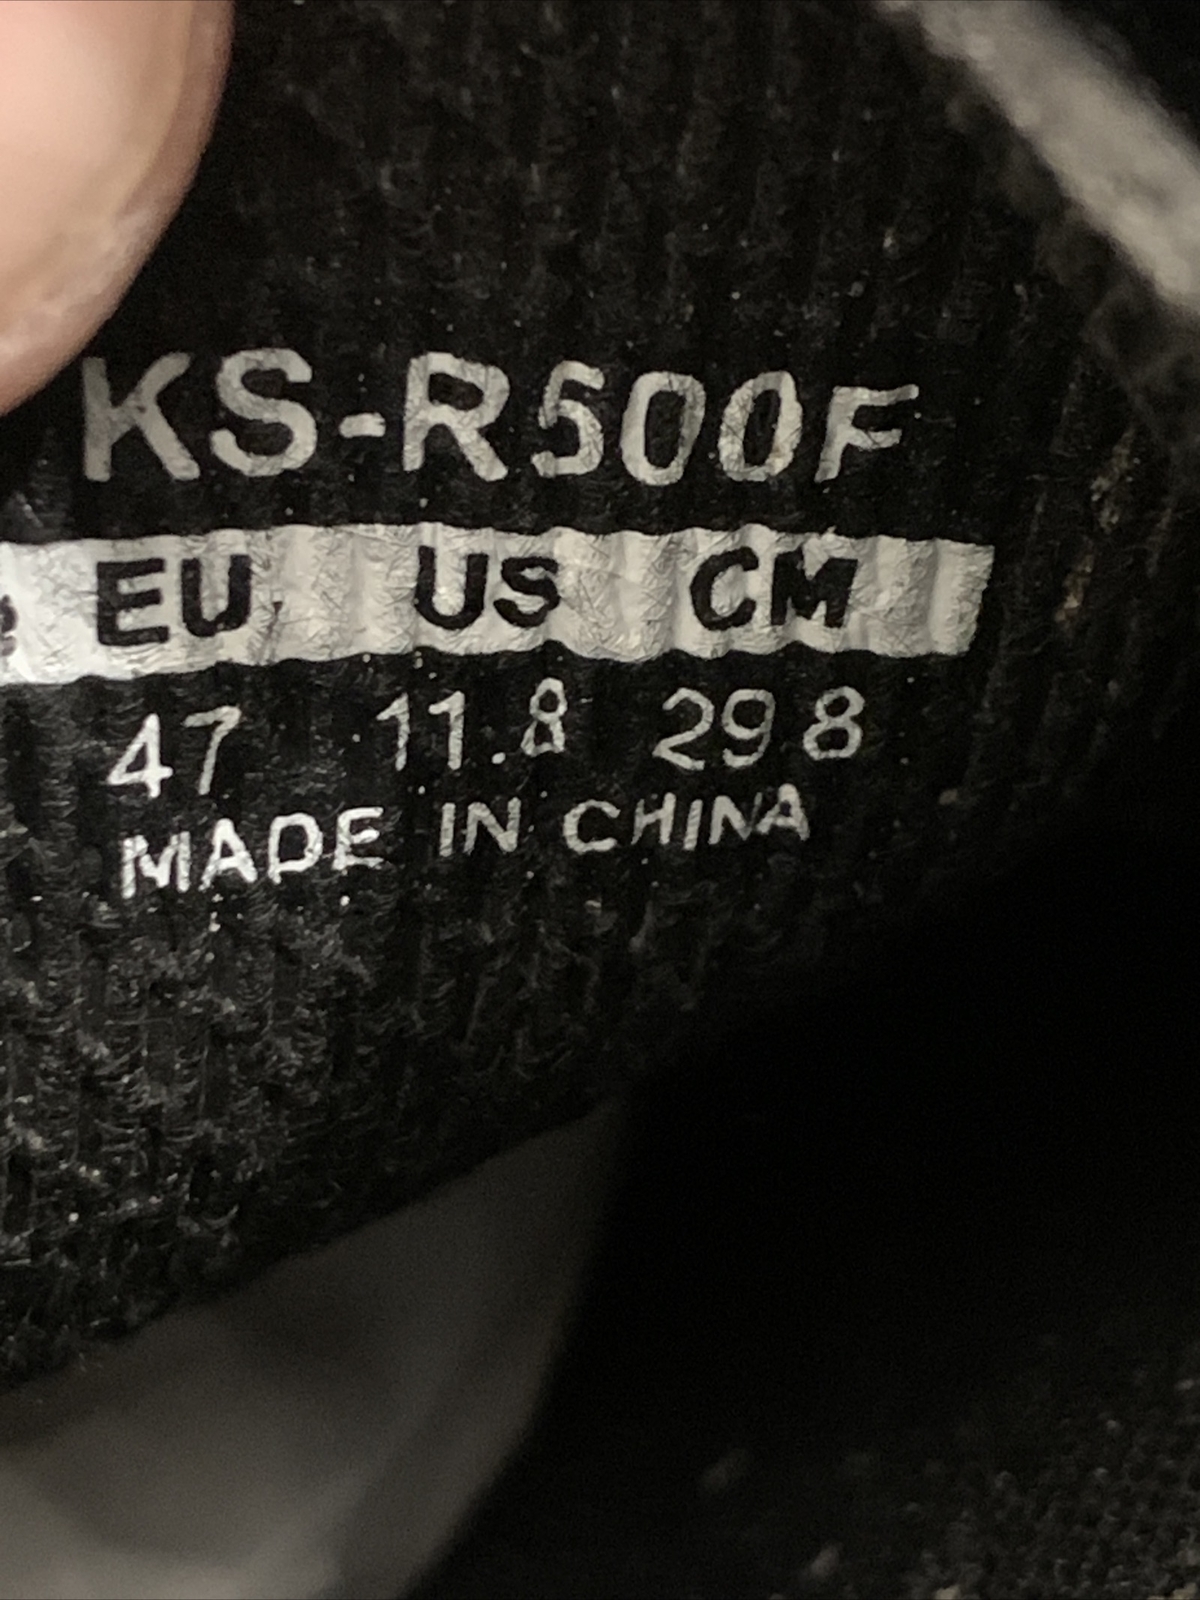 KS-R500F
EU US CM
47 11.8 29.8
MADE IN CHINA